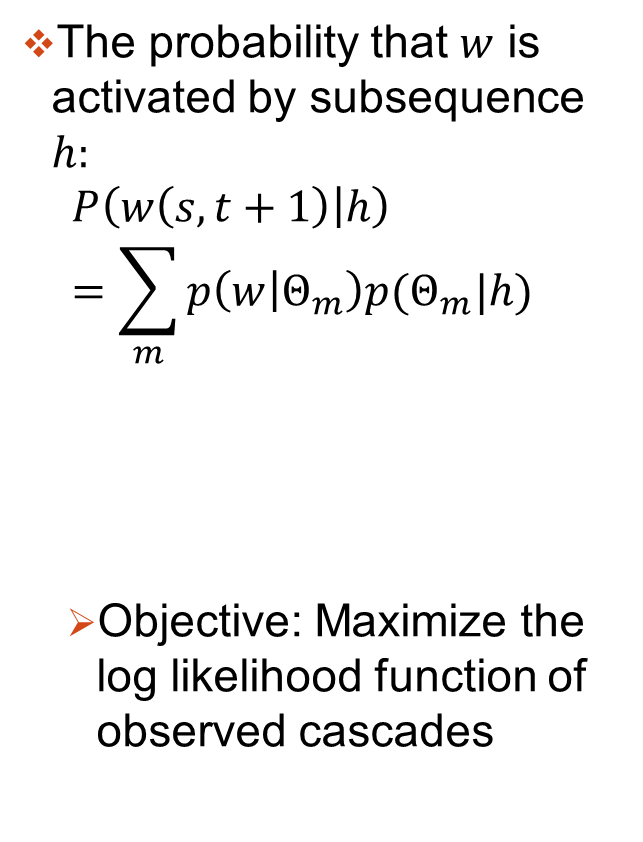 ❖The probability that 𝑤 is
activated by subsequence
ℎ:
𝑃(𝑤(𝑠, 𝑡 + 1)|ℎ)
= ∑ 𝑝(𝑤|Θ𝑚)𝑝(Θ𝑚|ℎ)
𝑚
➢Objective: Maximize the
log likelihood function of
observed cascades